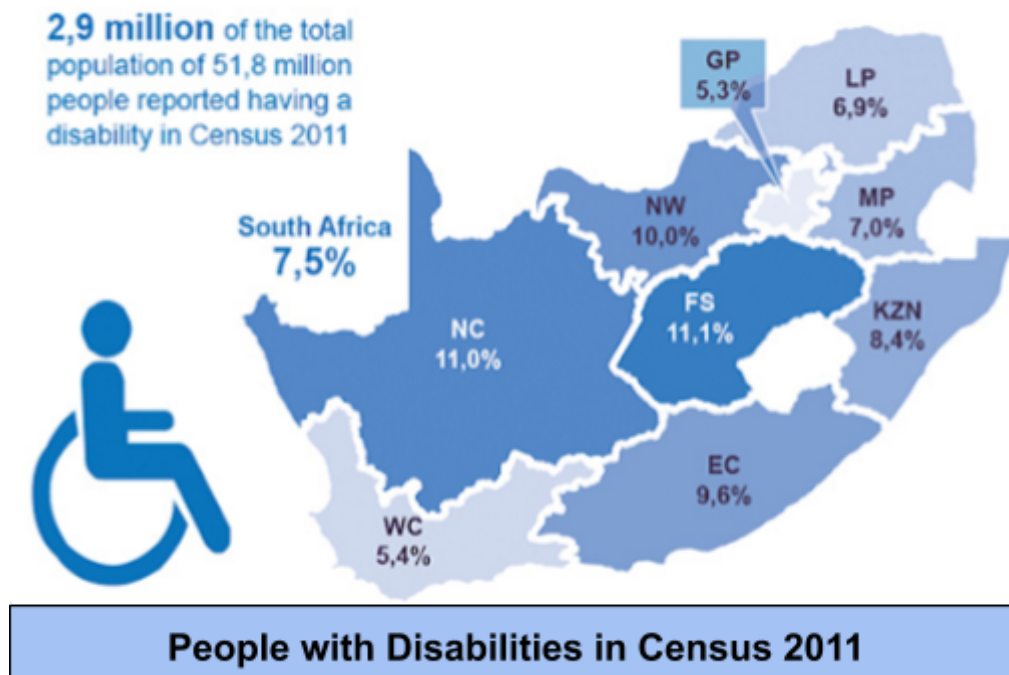 2,9 million of the total
population of 51,8 million
people reported having a
disability in Census 2011
South Africa
7,5%
GP
5,3%
LP
6,9%
NW
10,0%
MP
7,0%
NC
11,0%
FS
11,1%
KZN
8,4%
EC
9,6%
WC
5,4%
People with Disabilities in Census 2011